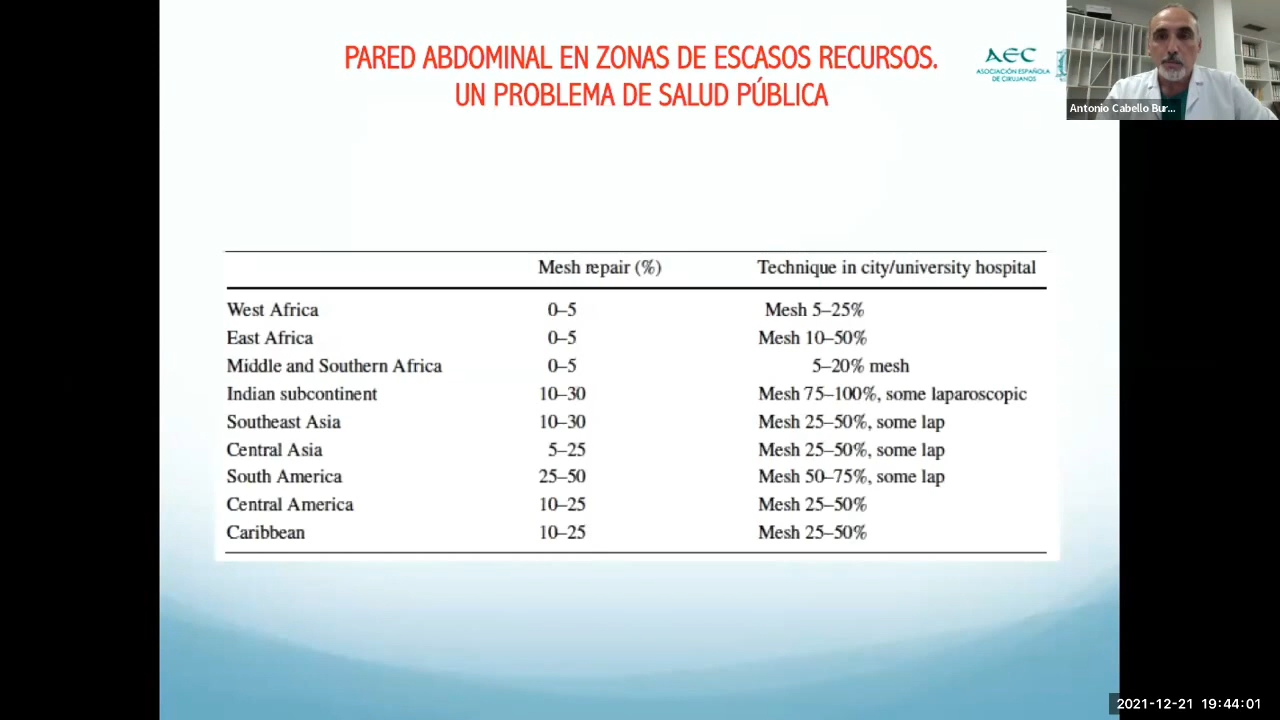 PARED ABDOMINAL EN ZONAS DE ESCASOS RECURSOS.
UN PROBLEMA DE SALUD PÚBLICA
AEC
ASOCIACIÓN ESPAÑOLA
DE CIRUJANOS
Antonio Cabello Bur...
Mesh repair (%) Technique in city/university hospital
West Africa 0–5 Mesh 5–25%
East Africa 0–5 Mesh 10–50%
Middle and Southern Africa 0–5 5–20% mesh
Indian subcontinent 10–30 Mesh 75–100%, some laparoscopic
Southeast Asia 10–30 Mesh 25–50%, some lap
Central Asia 5–25 Mesh 25–50%, some lap
South America 25–50 Mesh 50–75%, some lap
Central America 10–25 Mesh 25–50%
Caribbean 10–25 Mesh 25–50%
2021-12-21 19:44:01